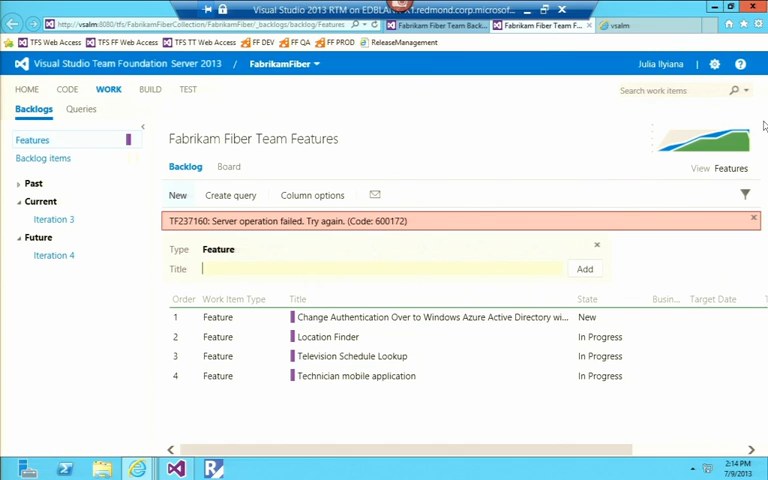 Visual Studio 2013 RTM on EDBLAN
T.redmond.corp.microsoft...
http://vsalm:8080/tfs/FabrikamFiberCollection/FabrikamFiber/_backlogs/backlog/Features
Fabrikam Fiber Team Back...
Fabrikam Fiber Team F...
vsalm
TFS Web Access
TFS FF Web Access
TFS TT Web Access
FF DEV
FF QA
FF PROD
ReleaseManagement
Visual Studio Team Foundation Server 2013 / FabrikamFiber
Julia Ilyiana
HOME CODE WORK BUILD TEST
Search work items
Backlogs Queries
Features
Backlog items
Past
Current
Iteration 3
Future
Iteration 4
Fabrikam Fiber Team Features
Backlog Board
View Features
New Create query Column options
TF237160: Server operation failed. Try again. (Code: 600172)
Type Feature
Title
Add
Order Work Item Type Title State Busin... Target Date
1 Feature Change Authentication Over to Windows Azure Active Directory wi... New
2 Feature Location Finder In Progress
3 Feature Television Schedule Lookup In Progress
4 Feature Technician mobile application In Progress
2:14 PM
7/9/2013